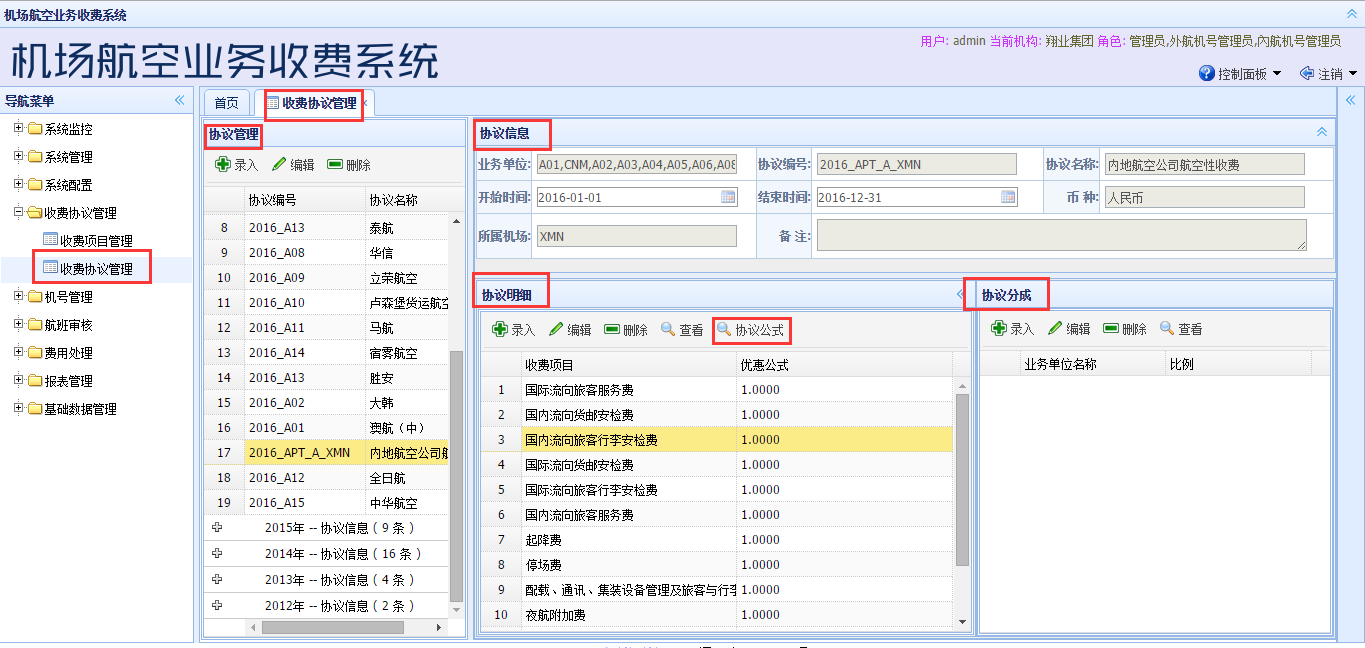 机场航空业务收费系统
机场航空业务收费系统
用户: admin 当前机构: 翔业集团 角色: 管理员,外航机号管理员,内航机号管理员
控制面板 注销
导航菜单
系统监控
系统管理
系统配置
收费协议管理
收费项目管理
收费协议管理
机号管理
航班审核
费用处理
报表管理
基础数据管理
首页 收费协议管理
协议管理
录入 编辑 删除
协议编号 协议名称
8 2016_A13 泰航
9 2016_A08 华信
10 2016_A09 立荣航空
11 2016_A10 卢森堡货运航空
12 2016_A11 马航
13 2016_A14 宿雾航空
14 2016_A13 胜安
15 2016_A02 大韩
16 2016_A01 澳航（中）
17 2016_APT_A_XMN 内地航空公司航
18 2016_A12 全日航
19 2016_A15 中华航空
2015年 -- 协议信息（ 9 条 ）
2014年 -- 协议信息（ 16 条 ）
2013年 -- 协议信息（ 4 条 ）
2012年 -- 协议信息（ 2 条 ）
协议信息
业务单位: A01,CNM,A02,A03,A04,A05,A06,A08 协议编号: 2016_APT_A_XMN 协议名称: 内地航空公司航空性收费
开始时间: 2016-01-01 结束时间: 2016-12-31 币 种: 人民币
所属机场: XMN 备 注:
协议明细
录入 编辑 删除 查看 协议公式
收费项目 优惠公式
1 国际流向旅客服务费 1.0000
2 国内流向货邮安检费 1.0000
3 国内流向旅客行李安检费 1.0000
4 国际流向货邮安检费 1.0000
5 国际流向旅客行李安检费 1.0000
6 国内流向旅客服务费 1.0000
7 起降费 1.0000
8 停场费 1.0000
9 配载、通讯、集装设备管理及旅客与行李 1.0000
10 夜航附加费 1.0000
协议分成
录入 编辑 删除 查看
业务单位名称 比例